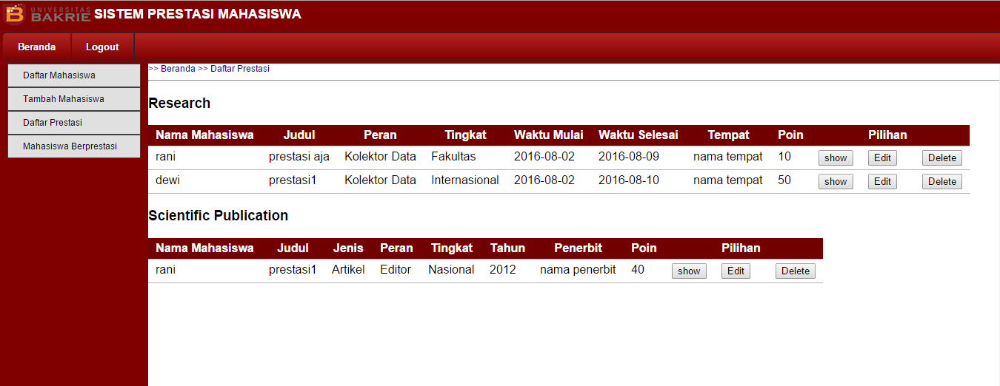 UNIVERSITAS
BAKRIE SISTEM PRESTASI MAHASISWA
Beranda Logout
Daftar Mahasiswa
Tambah Mahasiswa
Daftar Prestasi
Mahasiswa Berprestasi
>> Beranda >> Daftar Prestasi
Research
Nama Mahasiswa Judul Peran Tingkat Waktu Mulai Waktu Selesai Tempat Poin Pilihan
rani prestasi aja Kolektor Data Fakultas 2016-08-02 2016-08-09 nama tempat 10 show Edit Delete
dewi prestasi1 Kolektor Data Internasional 2016-08-02 2016-08-10 nama tempat 50 show Edit Delete
Scientific Publication
Nama Mahasiswa Judul Jenis Peran Tingkat Tahun Penerbit Poin Pilihan
rani prestasi1 Artikel Editor Nasional 2012 nama penerbit 40 show Edit Delete